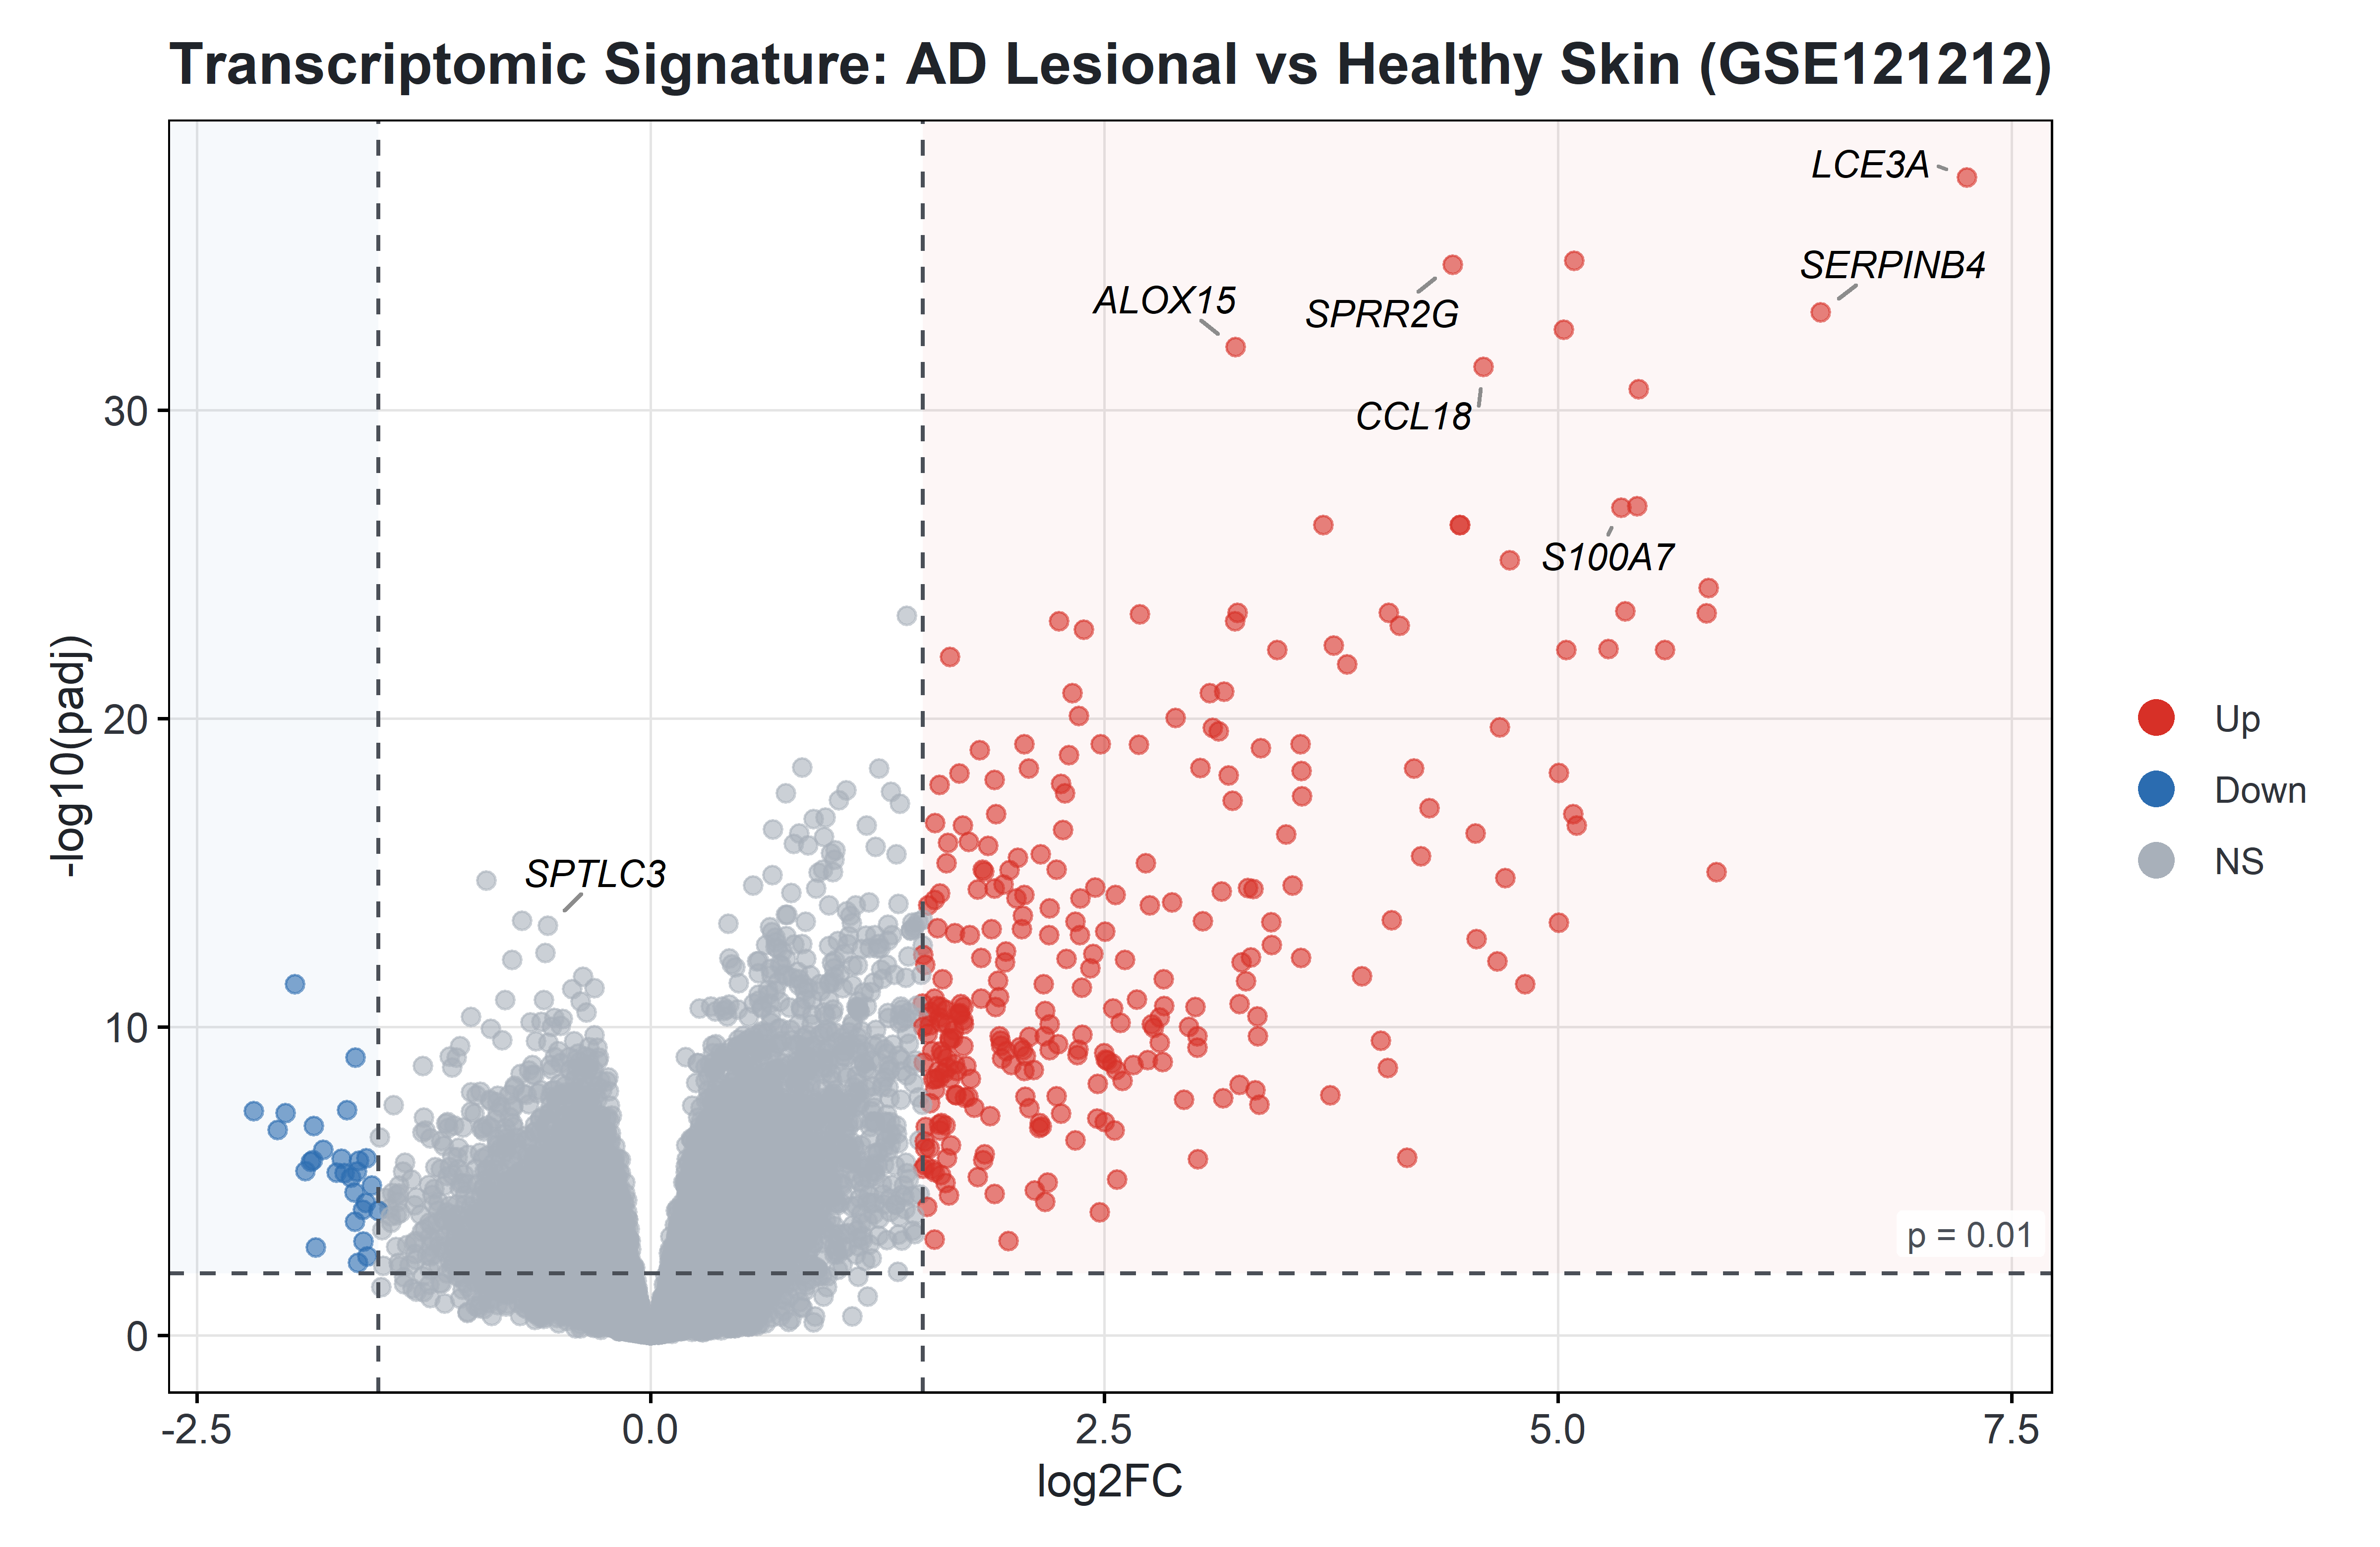 Transcriptomic Signature: AD Lesional vs Healthy Skin (GSE121212)
LCE3A
SERPINB4
ALOX15
SPRR2G
CCL18
S100A7
SPTLC3
p = 0.01
-log10(padj)
30
20
10
0
-2.5
0.0
2.5
5.0
7.5
log2FC
Up
Down
NS